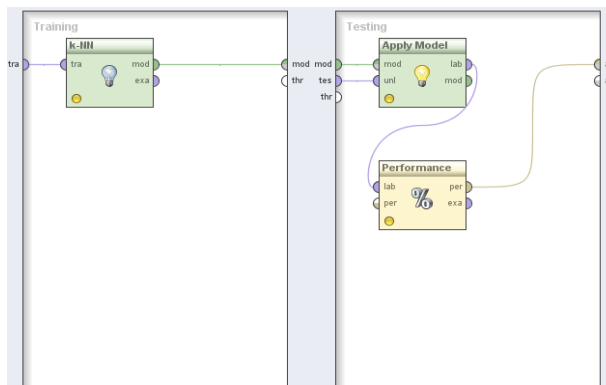 Training
k-NN
tra
tra
mod
exa
mod
thr
Testing
mod
tes
thr
Apply Model
mod
lab
unl
mod
Performance
lab
per
per
exa
%